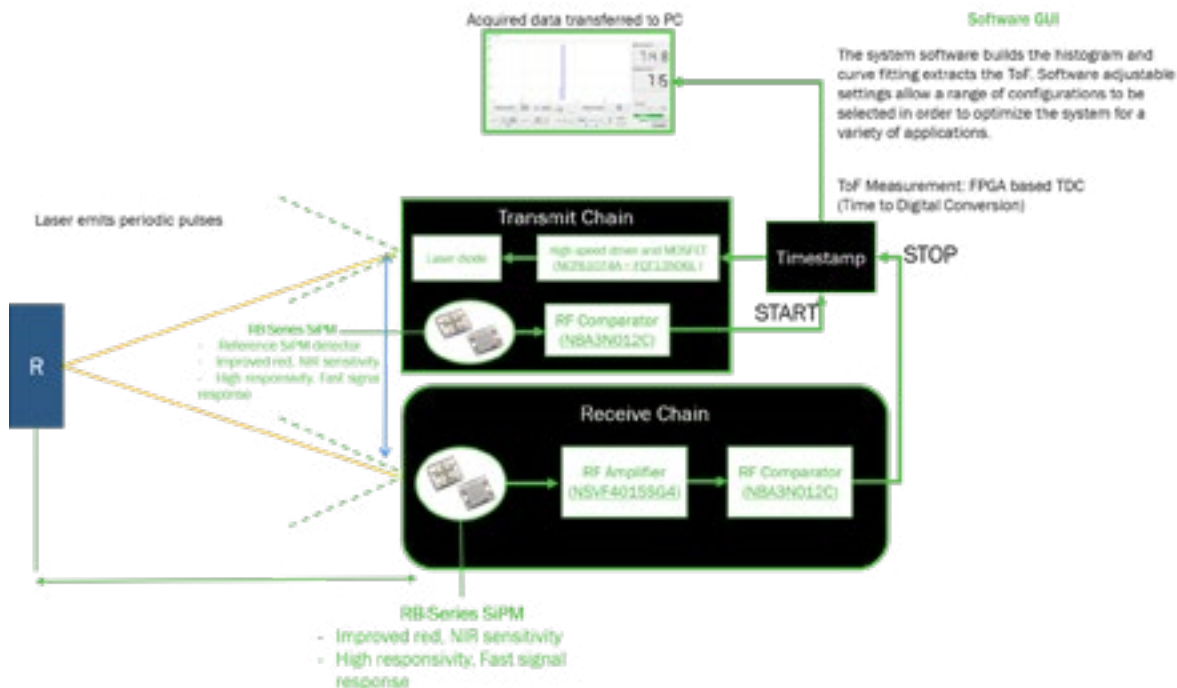 Acquired data transferred to PC
Software GUI
The system software builds the histogram and
curve fitting extracts the ToF. Software adjustable
settings allow a range of configurations to be
selected in order to optimize the system for a
variety of applications.
ToF Measurement: FPGA based TDC
(Time to Digital Conversion)
Laser emits periodic pulses
Transmit Chain
Laser diode
High speed driver and MOSFET
Timestamp
STOP
START
RB-Series SiPM
- Reference SiPM detector
- Improved red, NIR sensitivity
- High responsivity, Fast signal
response
RF Comparator
(NBA3N012C)
R
Receive Chain
RF Amplifier
(NSVF4015SG4)
RF Comparator
(NBA3N012C)
RB-Series SiPM
- Improved red, NIR sensitivity
- High responsivity, Fast signal
response